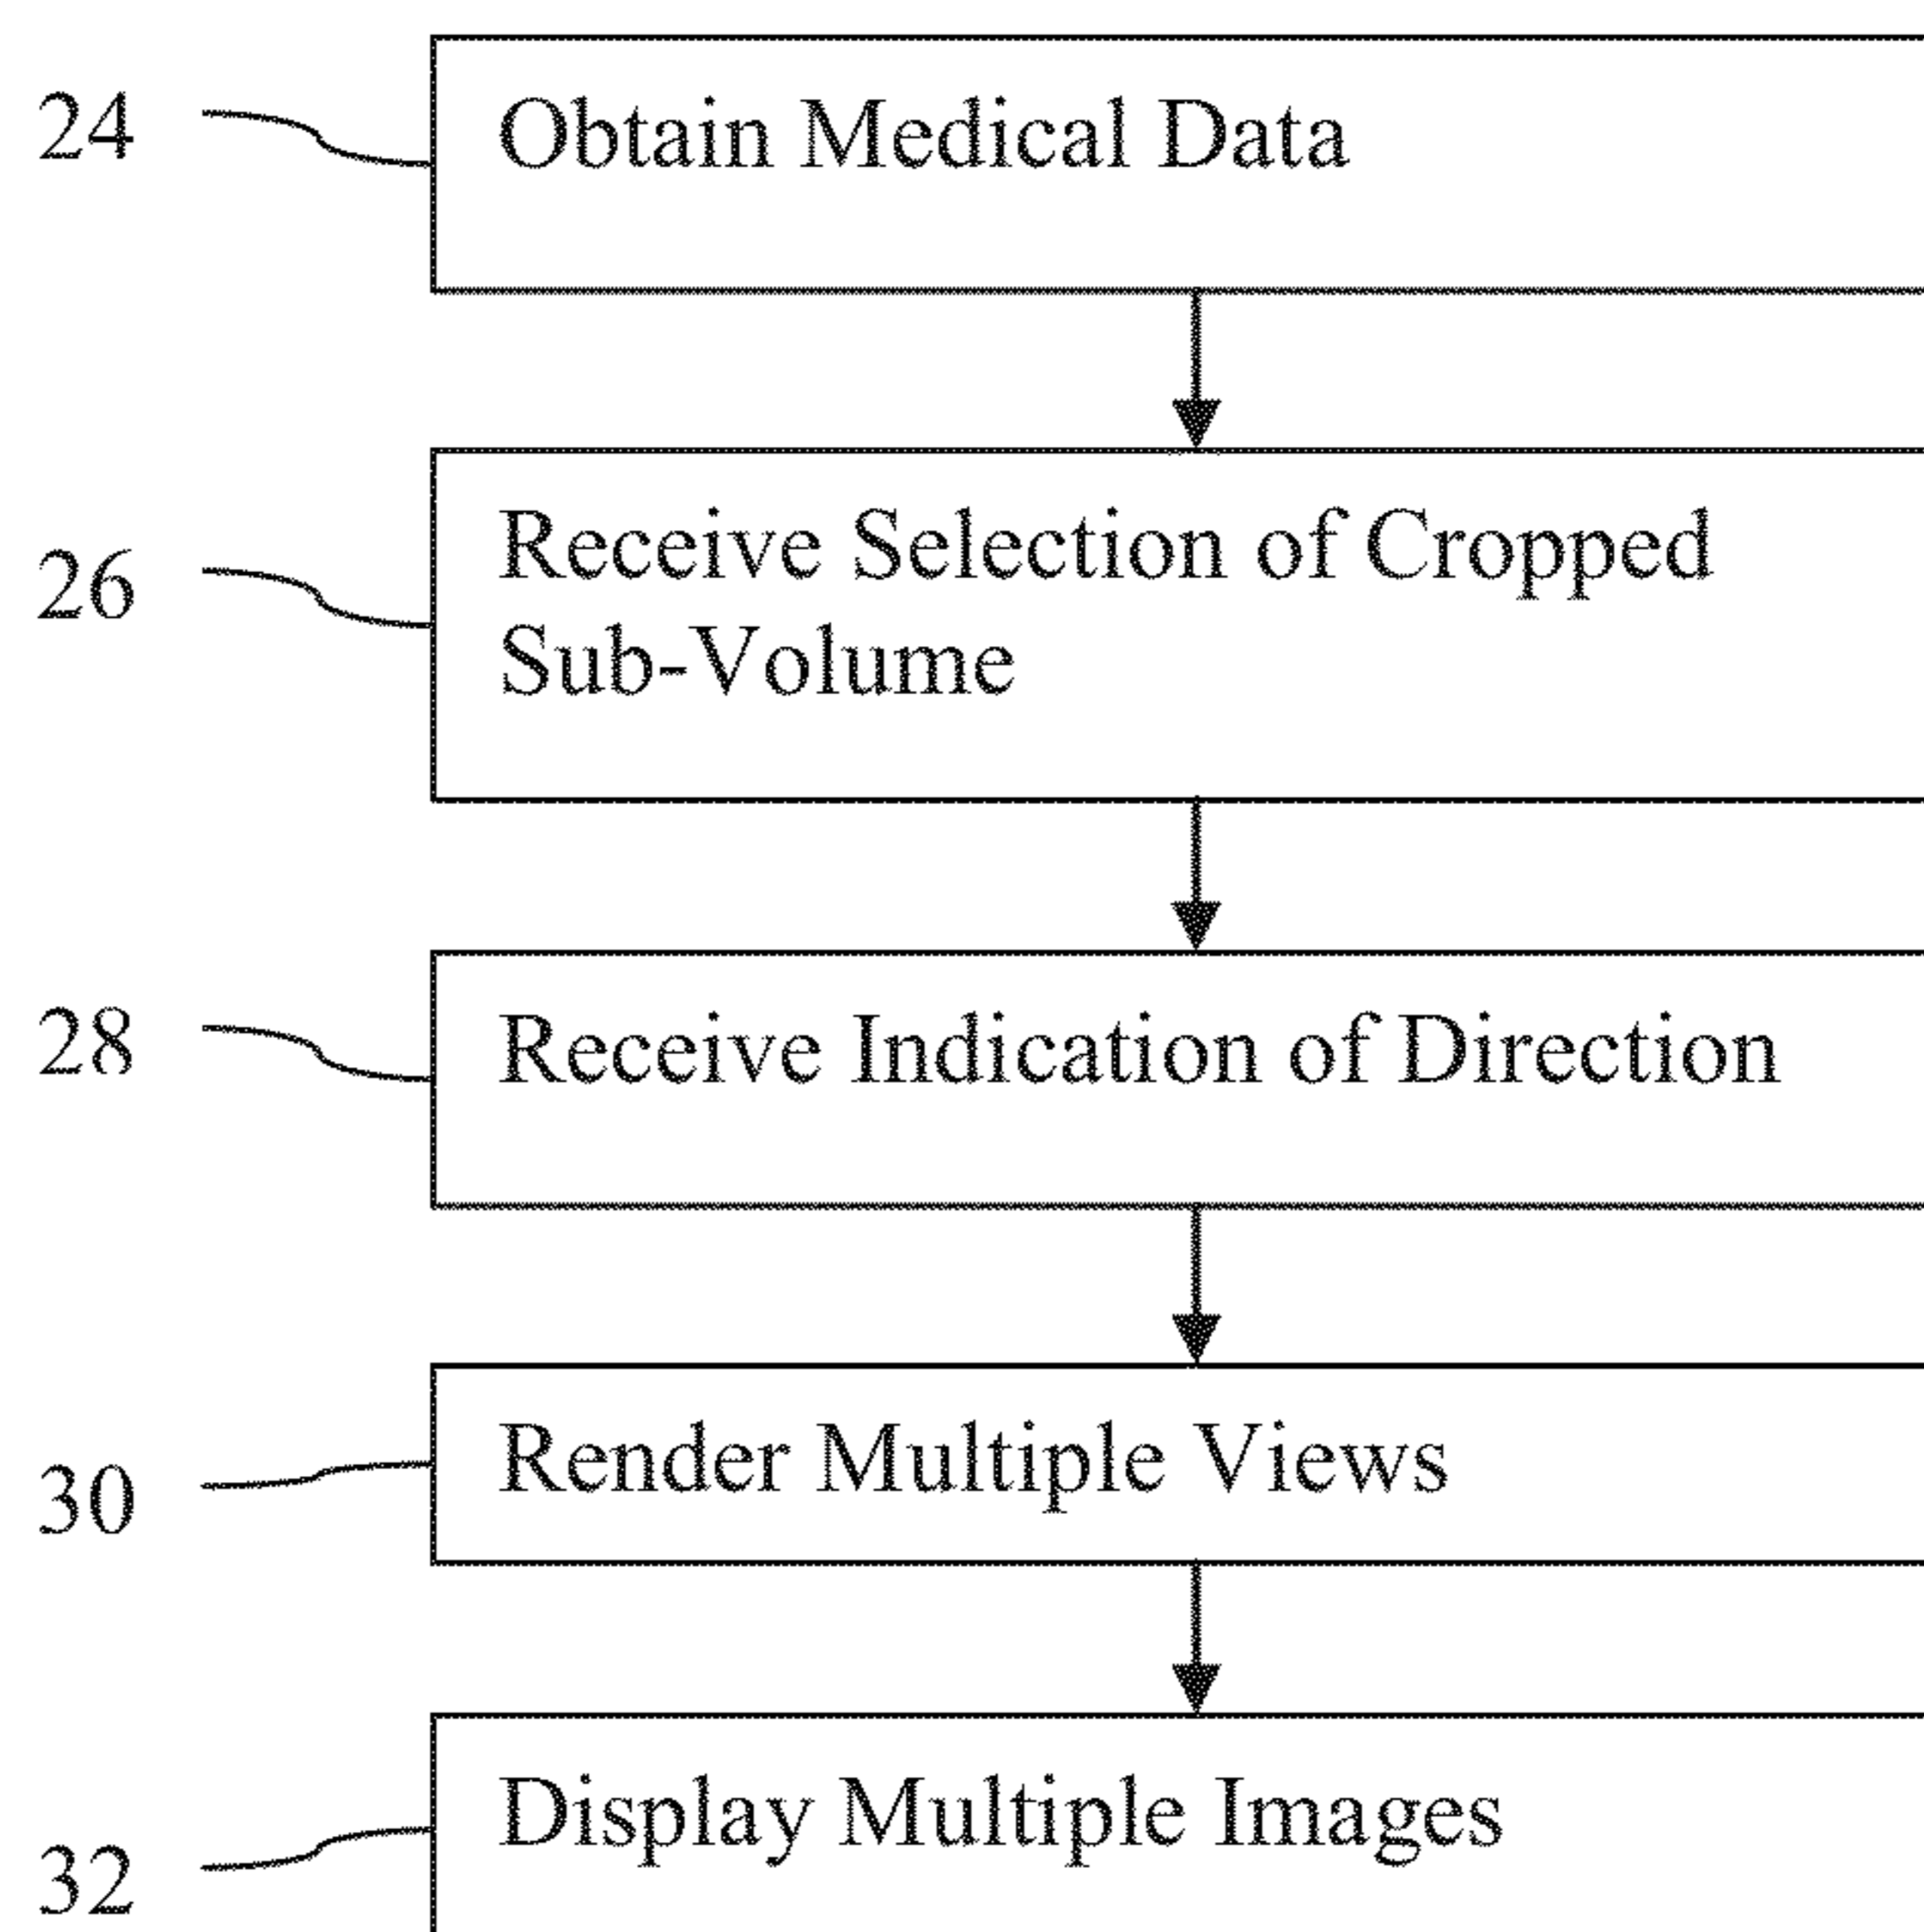 24
Obtain Medical Data
26
Receive Selection of Cropped
Sub-Volume
28
Receive Indication of Direction
30
Render Multiple Views
32
Display Multiple Images